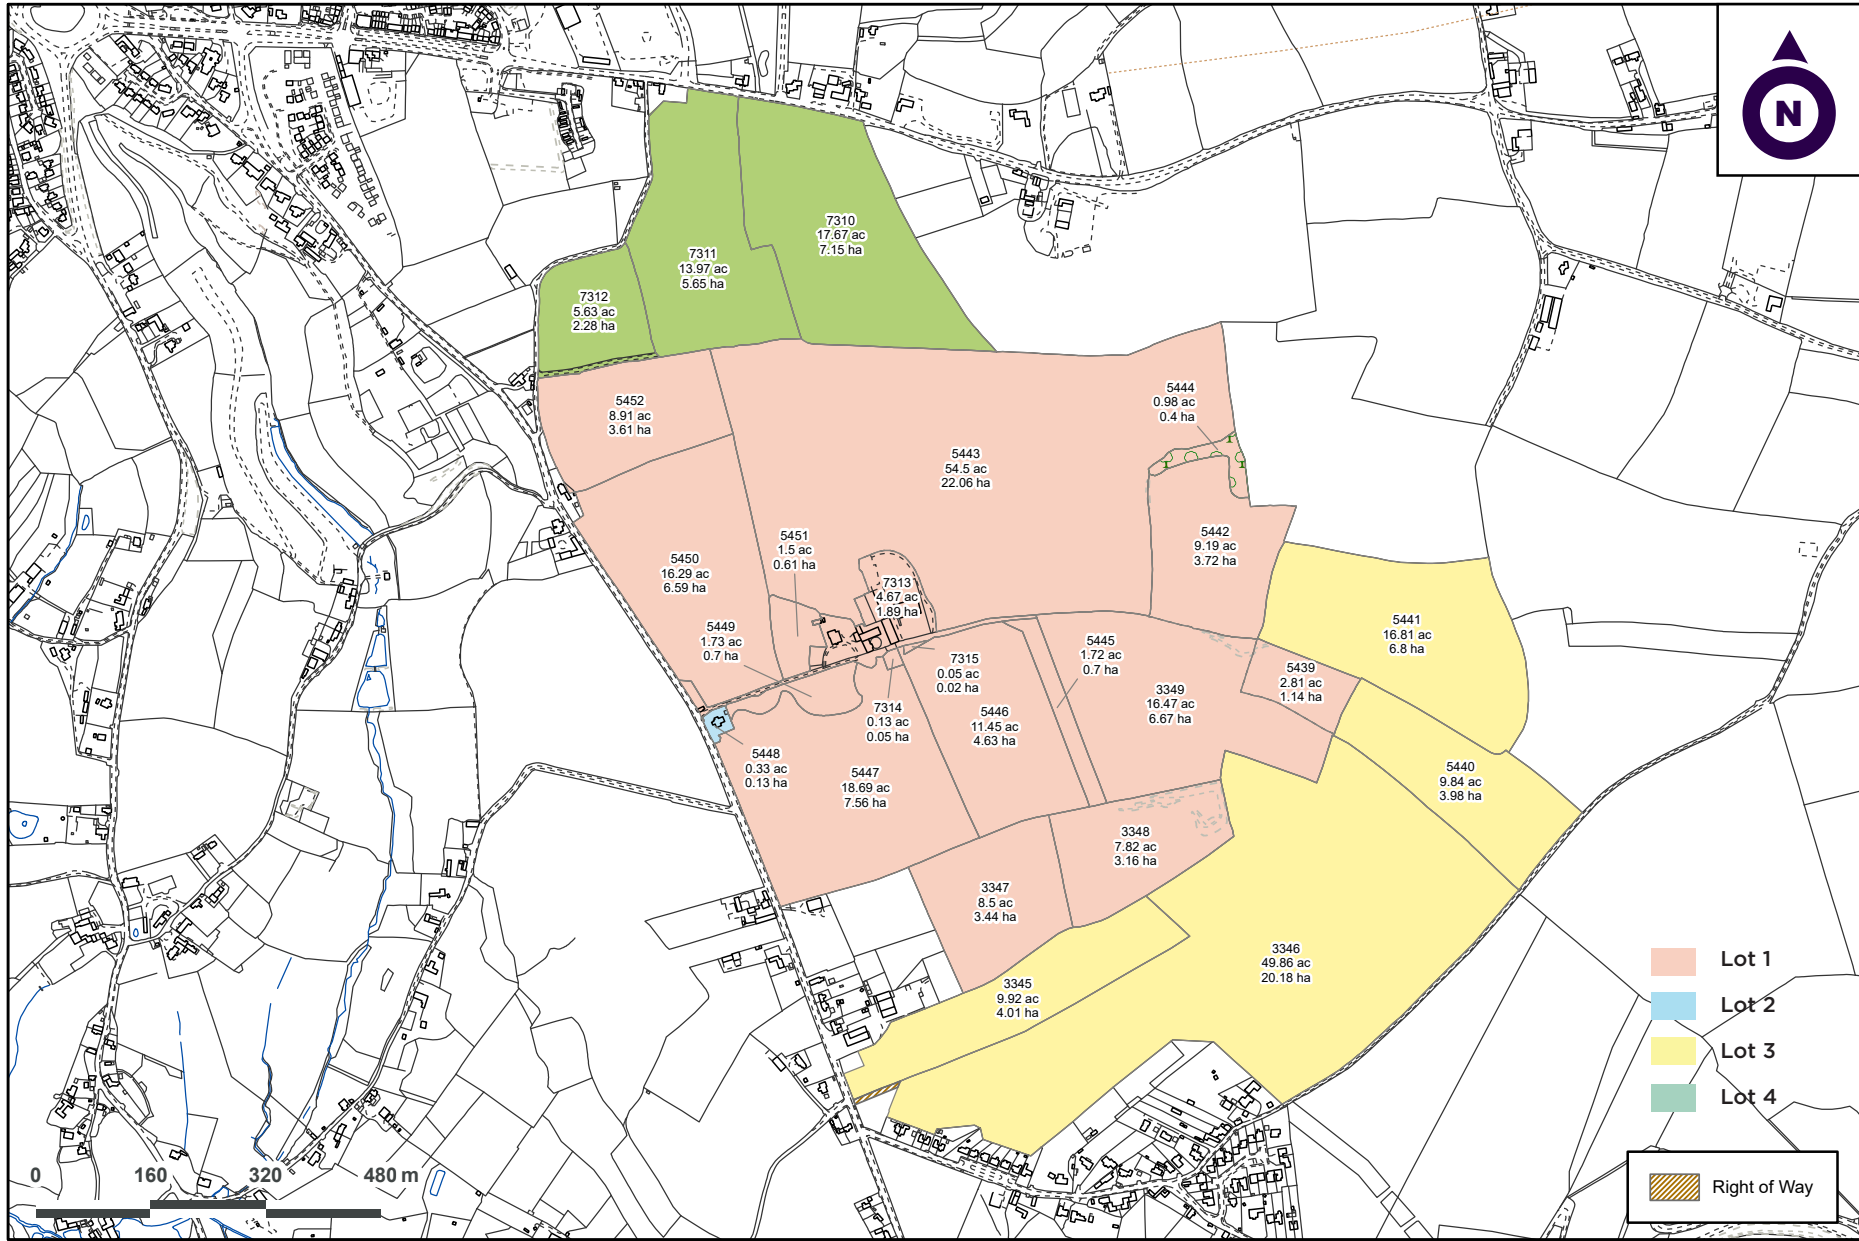 N
7310
17.67 ac
7.15 ha
7311
13.97 ac
5.65 ha
7312
5.63 ac
2.28 ha
5444
0.98 ac
0.4 ha
5452
8.91 ac
3.61 ha
5443
54.5 ac
22.06 ha
5442
9.19 ac
3.72 ha
5451
1.5 ac
0.61 ha
5450
16.29 ac
6.59 ha
7313
4.67 ac
1.89 ha
5441
16.81 ac
6.8 ha
5449
1.73 ac
0.7 ha
5445
1.72 ac
0.7 ha
7315
0.05 ac
0.02 ha
5439
2.81 ac
1.14 ha
3349
16.47 ac
6.67 ha
7314
0.13 ac
0.05 ha
5446
11.45 ac
4.63 ha
5448
0.33 ac
0.13 ha
5447
18.69 ac
7.56 ha
5440
9.84 ac
3.98 ha
3348
7.82 ac
3.16 ha
3347
8.5 ac
3.44 ha
3346
49.86 ac
20.18 ha
3345
9.92 ac
4.01 ha
Lot 1
Lot 2
Lot 3
Lot 4
Right of Way
0 160 320 480 m